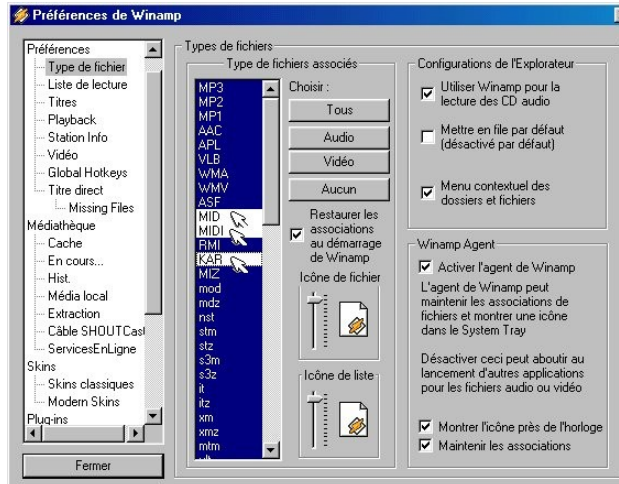 Préférences de Winamp
Préférences
Type de fichier
Liste de lecture
Titres
Playback
Station Info
Vidéo
Global Hotkeys
Titre direct
Missing Files
Médiathèque
Cache
En cours...
Hist.
Média local
Extraction
Câble SHOUTCast
ServicesEnLigne
Skins
Skins classiques
Modern Skins
Plug-ins
Fermer
Types de fichiers
Type de fichiers associés
MP3
MP2
MP1
AAC
APL
VLB
WMA
WMV
ASF
MID
MIDI
RMI
KAR
MIZ
mod
mdz
nst
stm
stz
s3m
s3z
it
itz
xm
xmz
mtm
Choisir :
Tous
Audio
Vidéo
Aucun
Restaurer les
associations
au démarrage
de Winamp
Icône de fichier
Icône de liste
Configurations de l'Explorateur
Utiliser Winamp pour la
lecture des CD audio
Mettre en file par défaut
(désactivé par défaut)
Menu contextuel des
dossiers et fichiers
Winamp Agent
Activer l'agent de Winamp
L'agent de Winamp peut
maintenir les associations de
fichiers et montrer une icône
dans le System Tray
Désactiver ceci peut aboutir au
lancement d'autres applications
pour les fichiers audio ou vidéo
Montrer l'icône près de l'horloge
Maintenir les associations